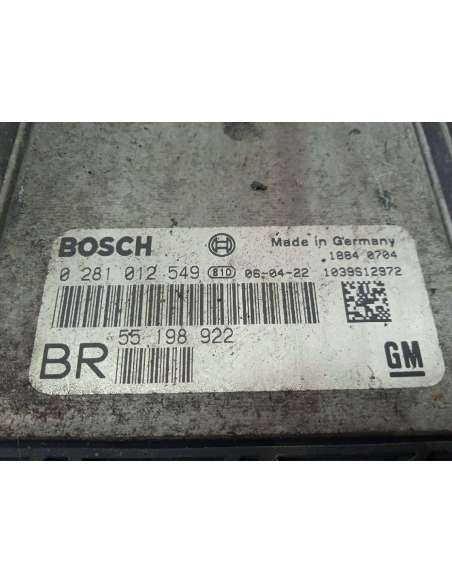 BOSCH Made in Germany
.1884 0704
0 281 012 549 810 06-04-22 1039S12972
55 198 922
BR GM